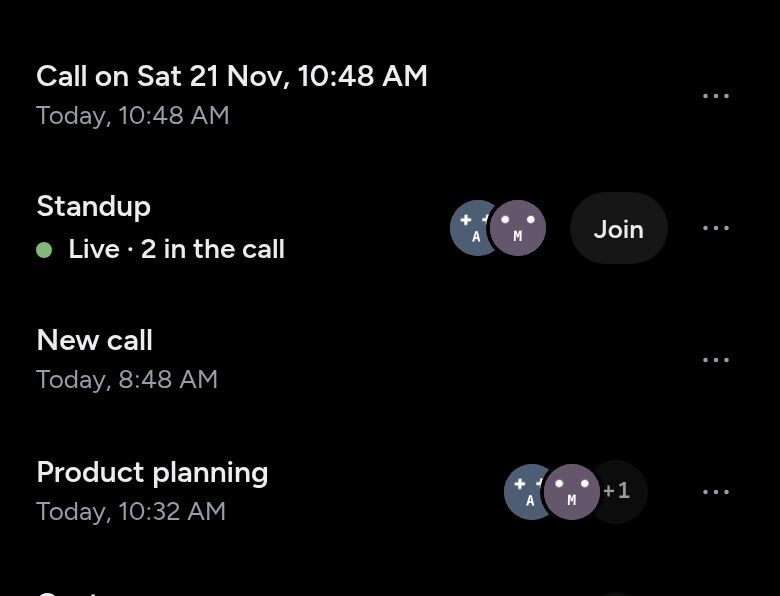 Call on Sat 21 Nov, 10:48 AM
Today, 10:48 AM
Standup
Live · 2 in the call
A
M
Join
New call
Today, 8:48 AM
Product planning
Today, 10:32 AM
A
M
+1